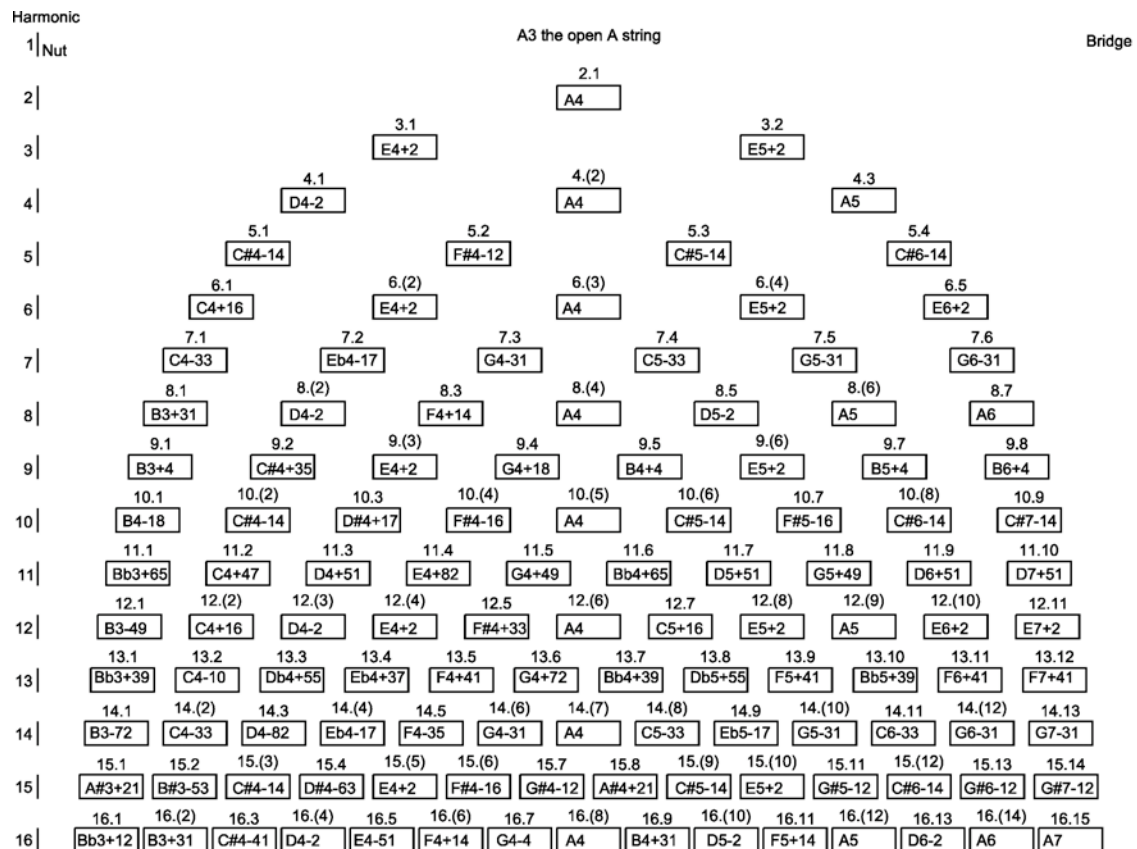 Harmonic
1 Nut A3 the open A string Bridge
2.1
2 A4
3.1 3.2
3 E4+2 E5+2
4.1 4.(2) 4.3
4 D4-2 A4 A5
5.1 5.2 5.3 5.4
5 C#4-14 F#4-12 C#5-14 C#6-14
6.1 6.(2) 6.(3) 6.(4) 6.5
6 C4+16 E4+2 A4 E5+2 E6+2
7.1 7.2 7.3 7.4 7.5 7.6
7 C4-33 Eb4-17 G4-31 C5-33 G5-31 G6-31
8.1 8.(2) 8.3 8.(4) 8.5 8.(6) 8.7
8 B3+31 D4-2 F4+14 A4 D5-2 A5 A6
9.1 9.2 9.(3) 9.4 9.5 9.(6) 9.7 9.8
9 B3+4 C#4+35 E4+2 G4+18 B4+4 E5+2 B5+4 B6+4
10.1 10.(2) 10.3 10.(4) 10.(5) 10.(6) 10.7 10.(8) 10.9
10 B4-18 C#4-14 D#4+17 F#4-16 A4 C#5-14 F#5-16 C#6-14 C#7-14
11.1 11.2 11.3 11.4 11.5 11.6 11.7 11.8 11.9 11.10
11 Bb3+65 C4+47 D4+51 E4+82 G4+49 Bb4+65 D5+51 G5+49 D6+51 D7+51
12.1 12.(2) 12.(3) 12.(4) 12.5 12.(6) 12.7 12.(8) 12.(9) 12.(10) 12.11
12 B3-49 C4+16 D4-2 E4+2 F#4+33 A4 C5+16 E5+2 A5 E6+2 E7+2
13.1 13.2 13.3 13.4 13.5 13.6 13.7 13.8 13.9 13.10 13.11 13.12
13 Bb3+39 C4-10 Db4+55 Eb4+37 F4+41 G4+72 Bb4+39 Db5+55 F5+41 Bb5+39 F6+41 F7+41
14.1 14.(2) 14.3 14.(4) 14.5 14.(6) 14.(7) 14.(8) 14.9 14.(10) 14.11 14.(12) 14.13
14 B3-72 C4-33 D4-82 Eb4-17 F4-35 G4-31 A4 C5-33 Eb5-17 G5-31 C6-33 G6-31 G7-31
15.1 15.2 15.(3) 15.4 15.(5) 15.(6) 15.7 15.8 15.(9) 15.(10) 15.11 15.(12) 15.13 15.14
15 A#3+21 B#3-53 C#4-14 D#4-63 E4+2 F#4-16 G#4-12 A#4+21 C#5-14 E5+2 G#5-12 C#6-14 G#6-12 G#7-12
16.1 16.(2) 16.3 16.(4) 16.5 16.(6) 16.7 16.(8) 16.9 16.(10) 16.11 16.(12) 16.13 16.(14) 16.15
16 Bb3+12 B3+31 C#4-41 D4-2 E4-51 F4+14 G4-4 A4 B4+31 D5-2 F5+14 A5 D6-2 A6 A7